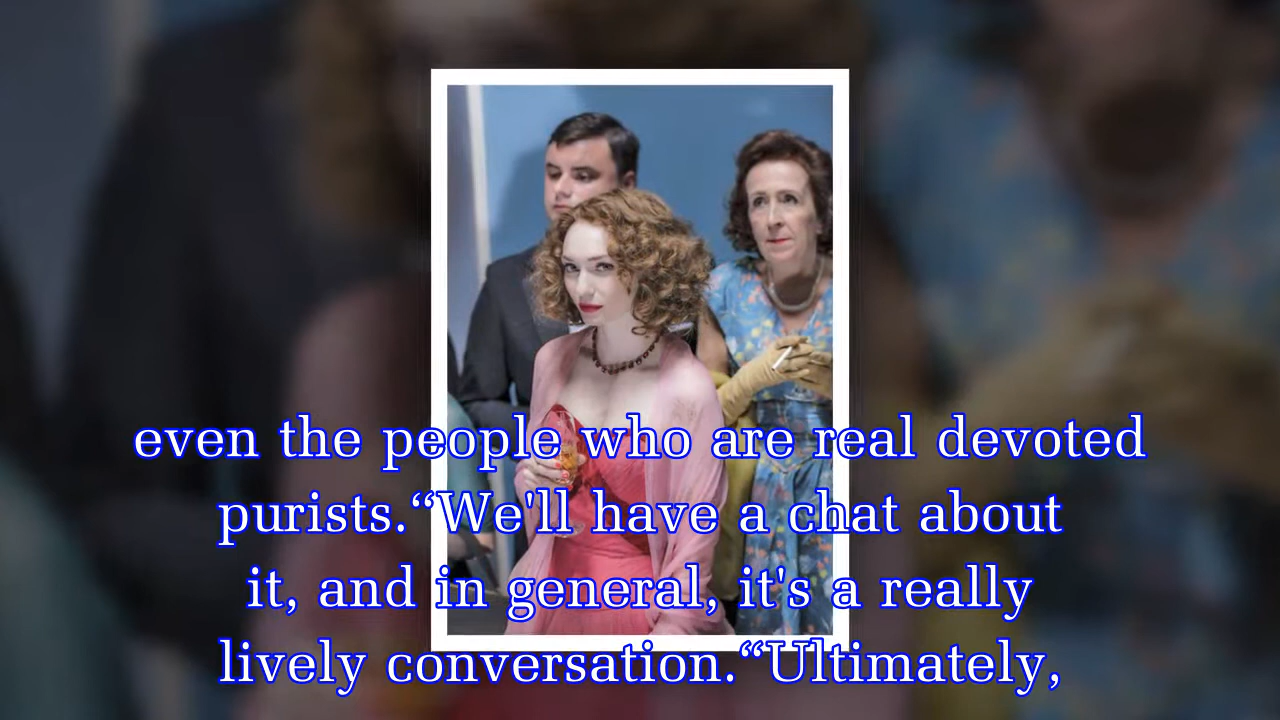 even the people who are real devoted
purists.“We'll have a chat about
it, and in general, it's a really
lively conversation.“Ultimately,